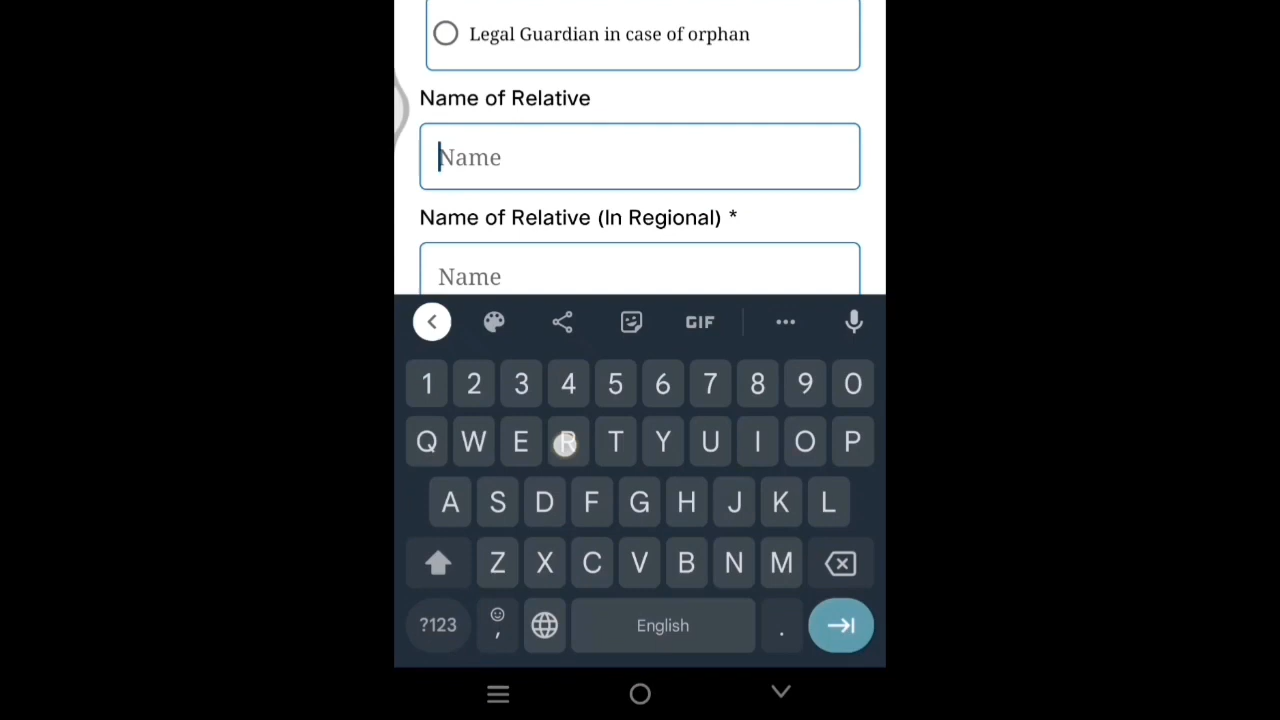 Legal Guardian in case of orphan
Name of Relative
Name
Name of Relative (In Regional) *
Name
GIF
1 2 3 4 5 6 7 8 9 0
Q W E R T Y U I O P
A S D F G H J K L
Z X C V B N M
?123 , English .